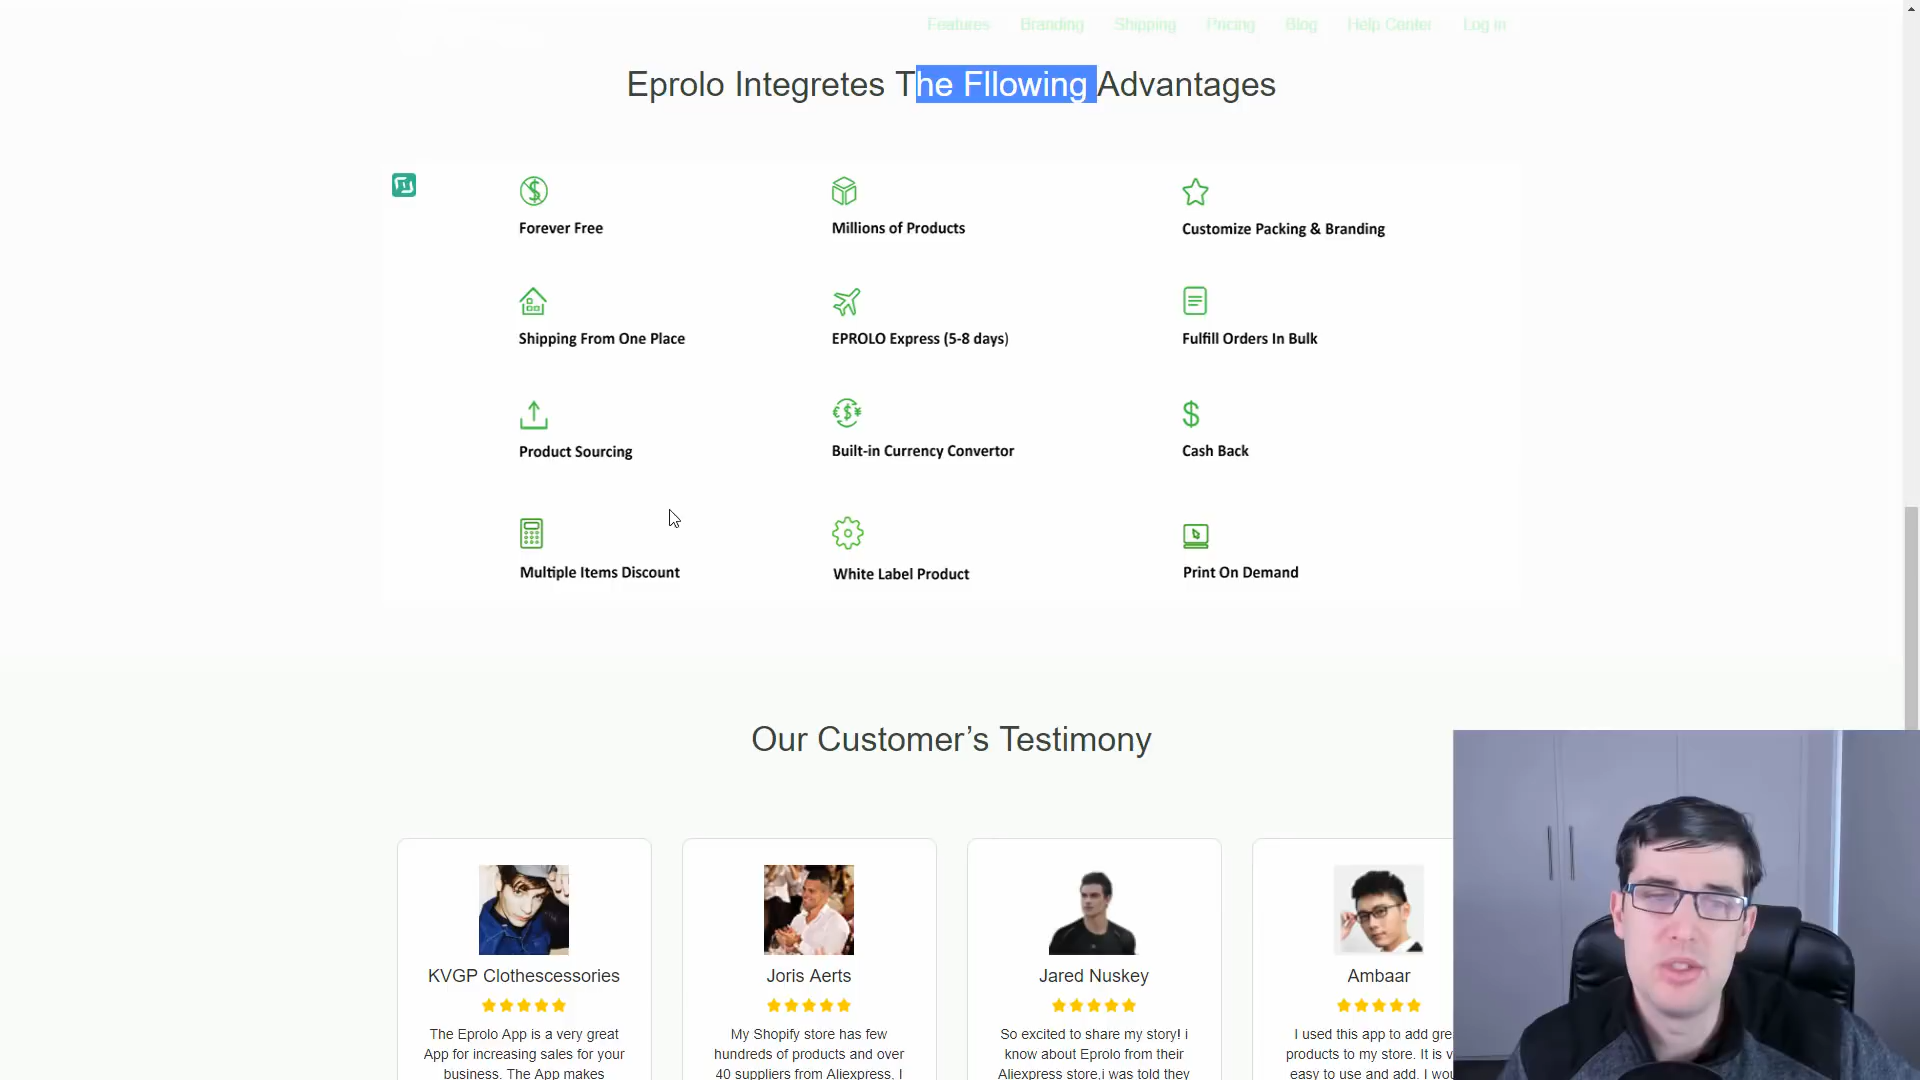 Features Branding Shipping Pricing Blog Help Center Log in
Eprolo Integretes The Fllowing Advantages
Forever Free
Millions of Products
Customize Packing & Branding
Shipping From One Place
EPROLO Express (5-8 days)
Fulfill Orders In Bulk
Product Sourcing
Built-in Currency Convertor
Cash Back
Multiple Items Discount
White Label Product
Print On Demand
Our Customer’s Testimony
KVGP Clothescessories
The Eprolo App is a very great
App for increasing sales for your
business. The App makes
Joris Aerts
My Shopify store has few
hundreds of products and over
40 suppliers from Aliexpress, I
Jared Nuskey
So excited to share my story! i
know about Eprolo from their
Aliexpress store,i was told they
Ambaar
I used this app to add gre
products to my store. It is v
easy to use and add. I wou